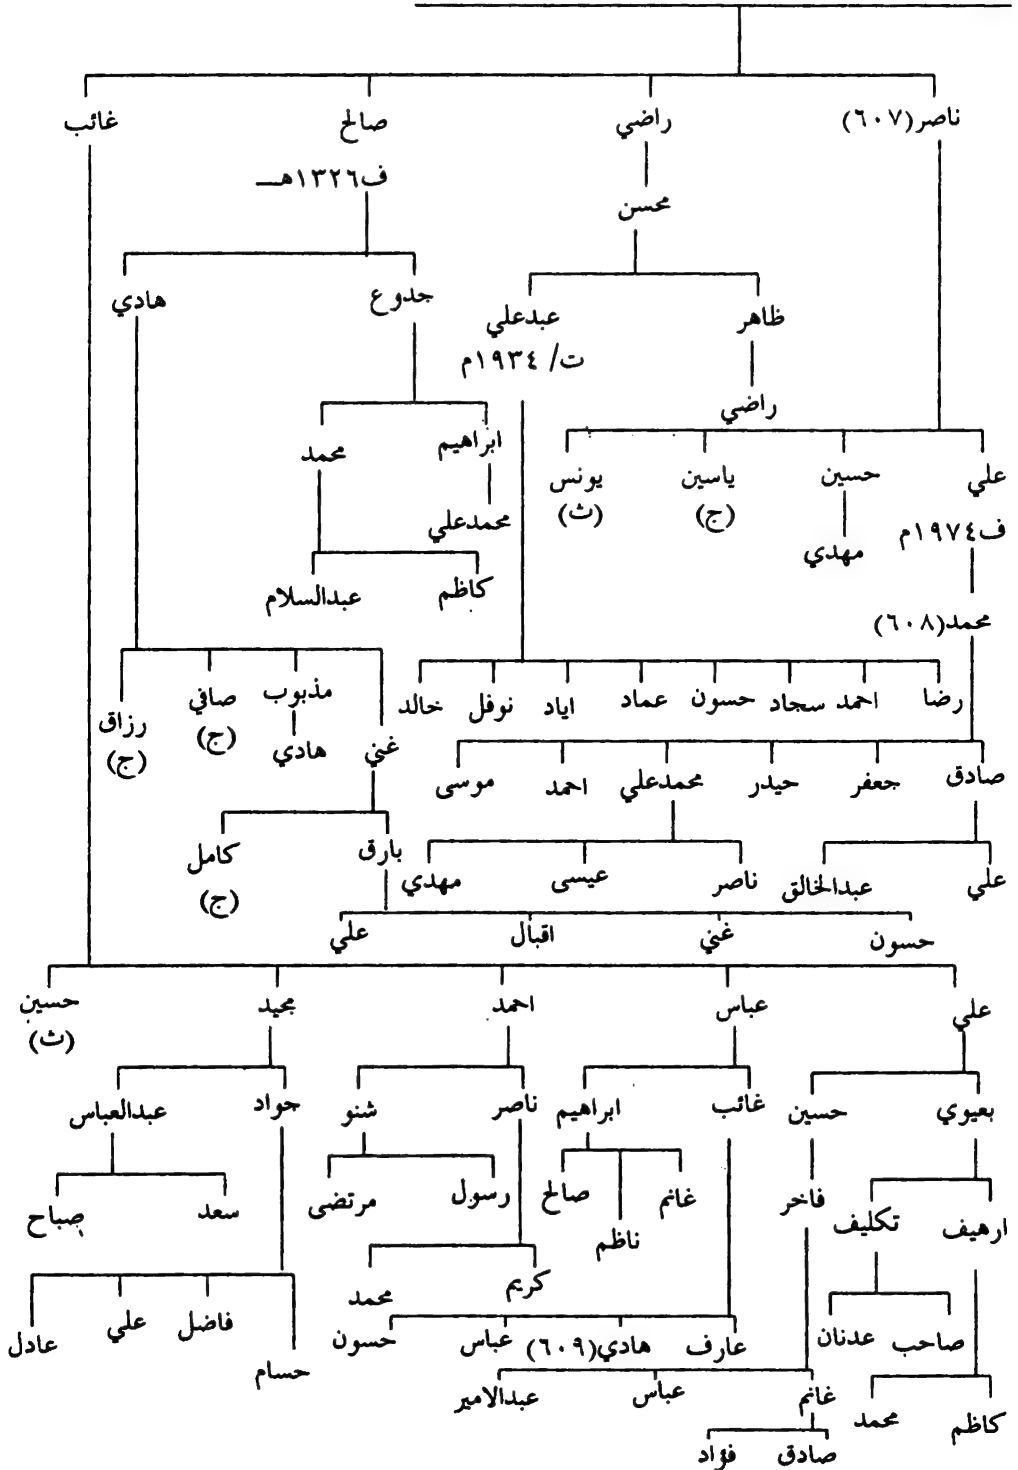 ناصر(٦٠٧) راضي صالح غائب
ف١٣٢٦هـ
محسن
جدوع هادي
ظاهر عبدعلي
ت/ ١٩٣٤م
راضي
ابراهيم محمد
علي حسين ياسين يونس
(ج) (ث)
محمدعلي
ف١٩٧٤م
مهدي
كاظم عبدالسلام
محمد(٦٠٨)
رضا احمد سجاد حسون عماد اياد نوفل خالد
مذبوب صافي رزاق
(ج) (ج)
غني هادي
صادق جعفر حيدر محمدعلي احمد موسى
بارق كامل
(ج)
علي عبدالخالق ناصر عيسى مهدي
حسون غني اقبال علي
علي عباس احمد مجيد حسين
(ث)
بعيوي حسين غائب ابراهيم ناصر شنو جواد عبدالعباس
فاخر غانم صالح رسول مرتضى سعد صباح
ارهيف تكليف
ناظم
كريم محمد
حسام فاضل علي عادل
صاحب عدنان عارف هادي(٦٠٩) عباس حسون
غانم عباس عبدالامير
كاظم محمد
صادق فؤاد